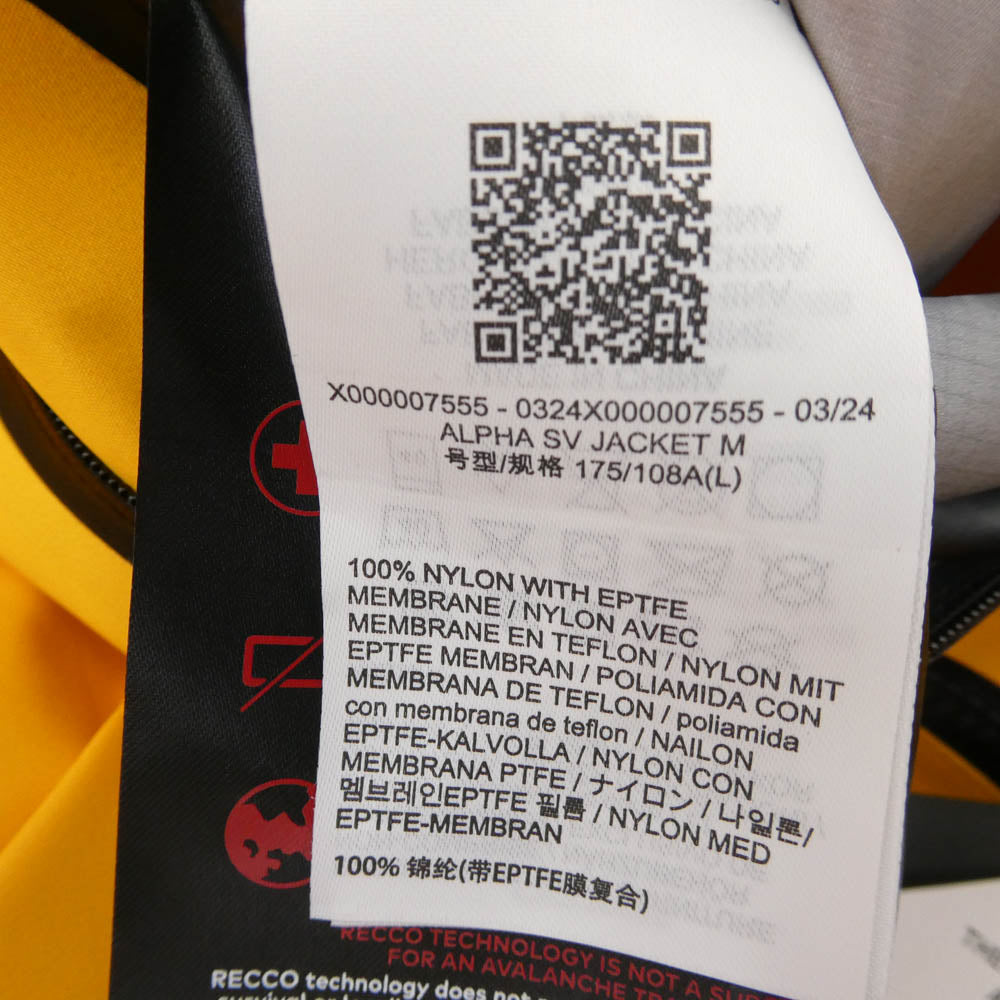 X000007555 - 0324X000007555 - 03/24
ALPHA SV JACKET M
号型/规格 175/108A(L)
100% NYLON WITH EPTFE
MEMBRANE / NYLON AVEC
MEMBRANE EN TEFLON / NYLON MIT
EPTFE MEMBRAN / POLIAMIDA CON
MEMBRANA DE TEFLON / poliamida
con membrana de teflon / NAILON
EPTFE-KALVOLLA / NYLON CON
MEMBRANA PTFE / ナイロン / 나일론/
멤브레인EPTFE 필름 / NYLON MED
EPTFE-MEMBRAN
100% 锦纶(带EPTFE膜复合)
RECCO TECHNOLOGY IS NOT A
FOR AN AVALANCHE
RECCO technology does not